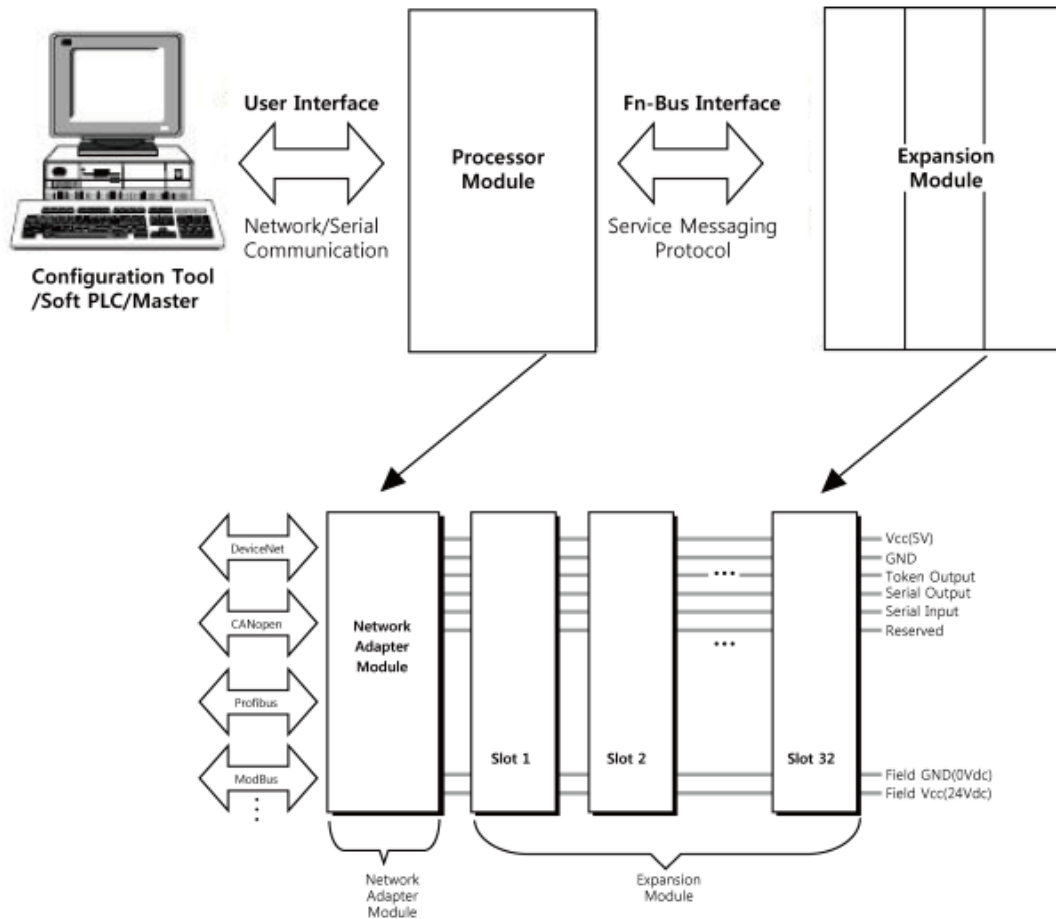 User Interface
Network/Serial
Communication
Configuration Tool
/Soft PLC/Master
Processor
Module
Fn-Bus Interface
Service Messaging
Protocol
Expansion
Module
DeviceNet
CANopen
Profibus
ModBus
Network
Adapter
Module
Slot 1
Slot 2
Slot 32
Vcc(5V)
GND
Token Output
Serial Output
Serial Input
Reserved
Field GND(0Vdc)
Field Vcc(24Vdc)
Network
Adapter
Module
Expansion
Module